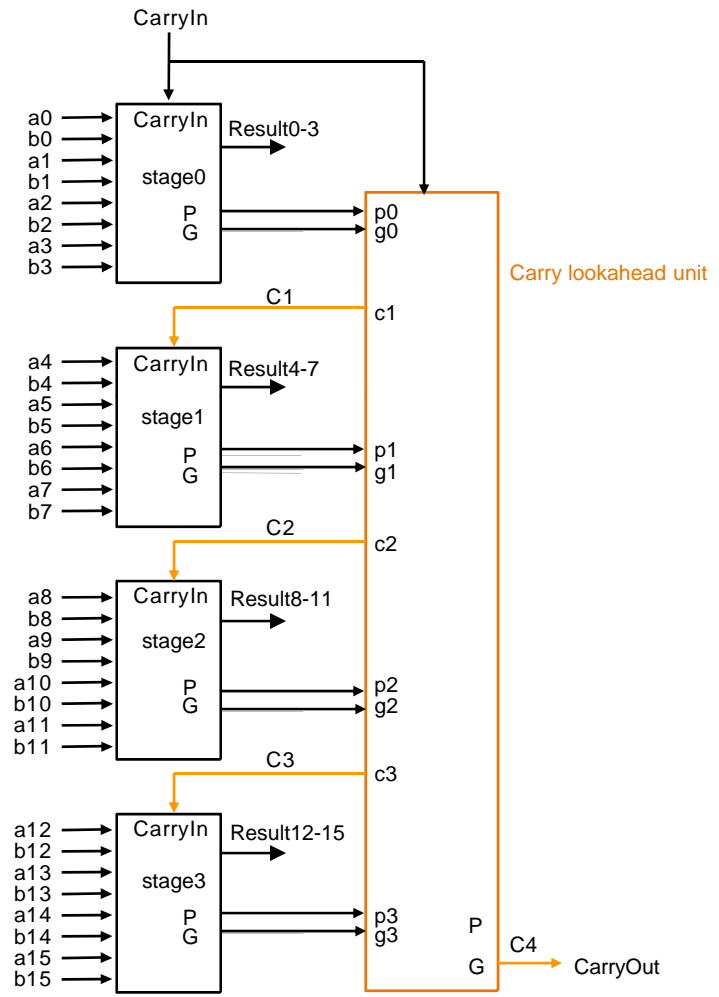 CarryIn
a0
b0
a1
b1
a2
b2
a3
b3
CarryIn
stage0
P
G
Result0-3
p0
g0
Carry lookahead unit
C1
c1
a4
b4
a5
b5
a6
b6
a7
b7
CarryIn
stage1
P
G
Result4-7
p1
g1
C2
c2
a8
b8
a9
b9
a10
b10
a11
b11
CarryIn
stage2
P
G
Result8-11
p2
g2
C3
c3
a12
b12
a13
b13
a14
b14
a15
b15
CarryIn
stage3
P
G
Result12-15
p3
g3
P
G
C4
CarryOut